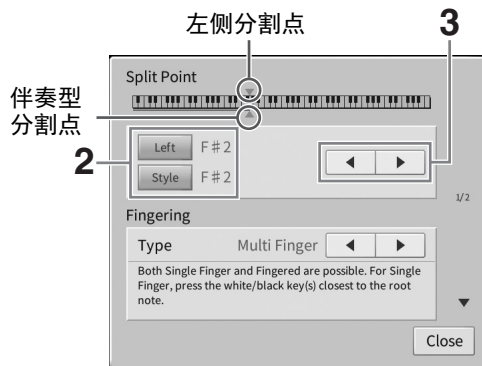 左侧分割点
3
Split Point
伴奏型
分割点
2
Left F♯2
Style F♯2
1/2
Fingering
Type Multi Finger
Both Single Finger and Fingered are possible. For Single
Finger, press the white/black key(s) closest to the root
note.
Close